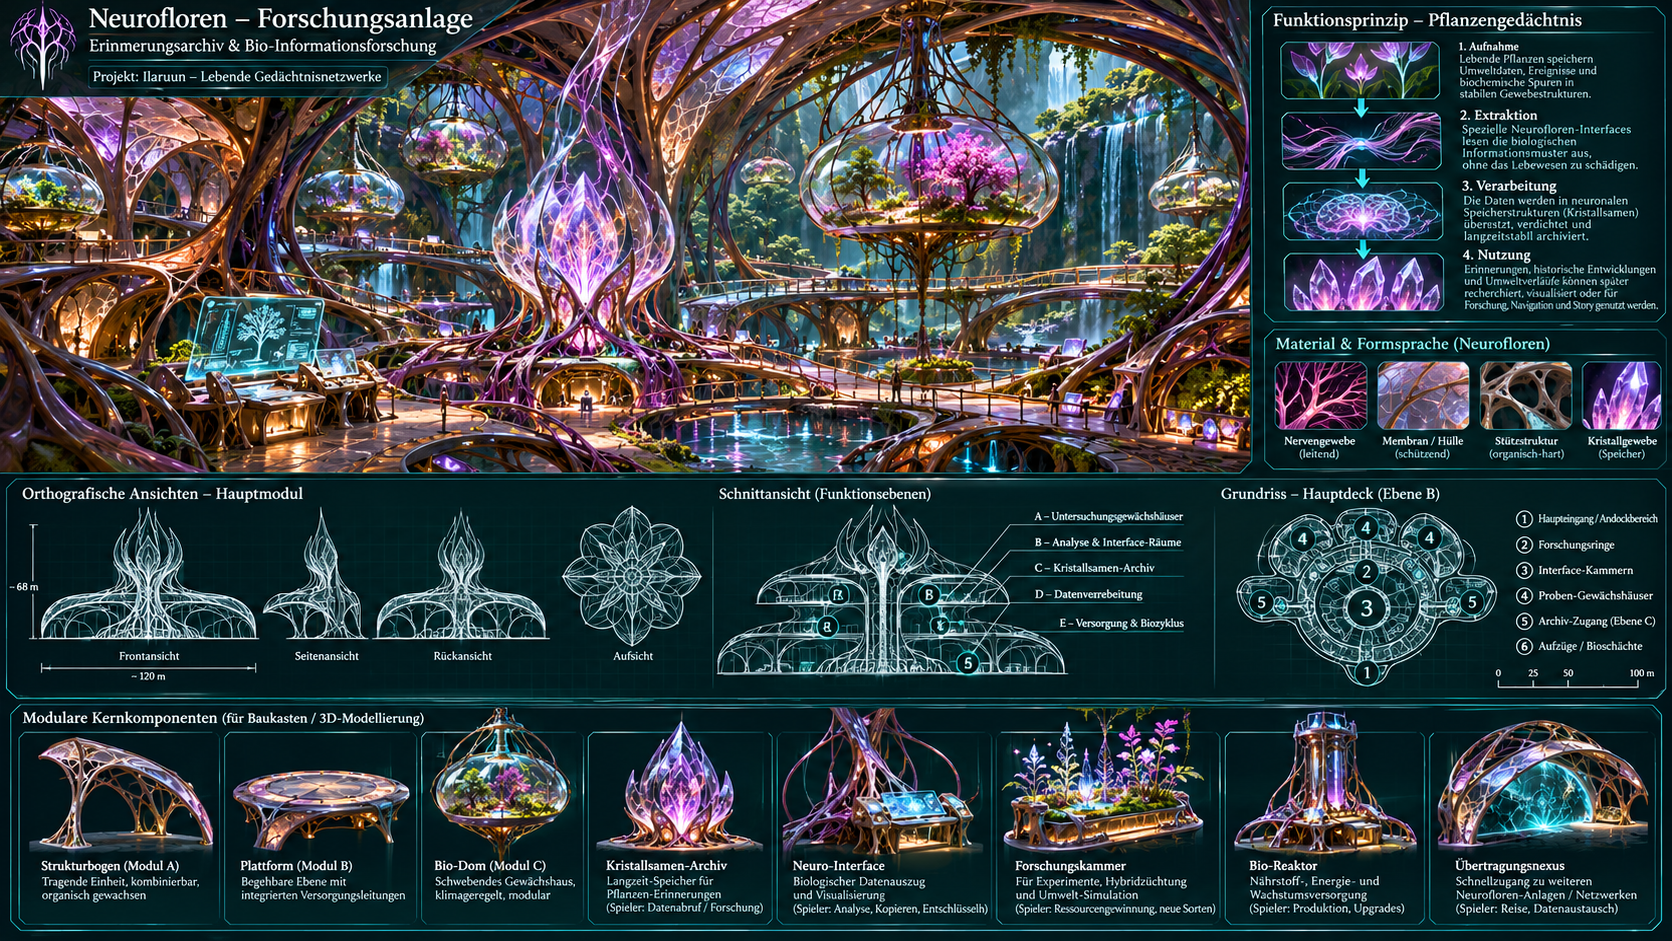 Neurofloren – Forschungsanlage
Erinnerungsarchiv & Bio-Informationsforschung
Projekt: Ilaruun – Lebende Gedächtnisnetzwerke
Funktionsprinzip – Pflanzengedächtnis
1. Aufnahme
Lebende Pflanzen speichern
Umweltdaten, Ereignisse und
biochemische Spuren in
stabilen Gewebestrukturen.
2. Extraktion
Spezielle Neurofloren-Interfaces
lesen die biologischen
Informationsmuster aus,
ohne das Lebewesen zu schädigen.
3. Verarbeitung
Die Daten werden in neuronalen
Speicherstrukturen (Kristallsamen)
übersetzt, verdichtet und
langzeitstabil archiviert.
4. Nutzung
Erinnerungen, historische Entwicklungen
und Umweltverläufe können später
recherchiert, visualisiert oder für
Forschung, Navigation und Story genutzt werden.
Material & Formsprache (Neurofloren)
Nervengewebe
(leitend)
Membran / Hülle
(schützend)
Stützstruktur
(organisch-hart)
Kristallgewebe
(Speicher)
Orthografische Ansichten – Hauptmodul
~ 68 m
Frontansicht
Seitenansicht
Rückansicht
Aufsicht
~ 120 m
Schnittansicht (Funktionsebenen)
A – Untersuchungsgewächshäuser
B – Analyse & Interface-Räume
C – Kristallsamen-Archiv
D – Datenverrebeitung
E – Versorgung & Biozyklus
B
5
Grundriss – Hauptdeck (Ebene B)
4
4
4
2
5
3
5
1
1 Haupteingang / Andockbereich
2 Forschungsringe
3 Interface-Kammern
4 Proben-Gewächshäuser
5 Archiv-Zugang (Ebene C)
6 Aufzüge / Bioschächte
0 25 50 100 m
Modulare Kernkomponenten (für Baukasten / 3D-Modellierung)
Strukturbogen (Modul A)
Tragende Einheit, kombinierbar,
organisch gewachsen
Plattform (Modul B)
Begehbare Ebene mit
integrierten Versorgungsleitungen
Bio-Dom (Modul C)
Schwebendes Gewächshaus,
klimageregelt, modular
Kristallsamen-Archiv
Langzeit-Speicher für
Pflanzen-Erinnerungen
(Spieler: Datenabruf / Forschung)
Neuro-Interface
Biologischer Datenauszug
und Visualisierung
(Spieler: Analyse, Kopieren, Entschlüsseln)
Forschungskammer
Für Experimente, Hybridzüchtung
und Umwelt-Simulation
(Spieler: Ressourcengewinnung, neue Sorten)
Bio-Reaktor
Nährstoff-, Energie- und
Wachstumsversorgung
(Spieler: Produktion, Upgrades)
Übertragungsnexus
Schnellzugang zu weiteren
Neurofloren-Anlagen / Netzwerken
(Spieler: Reise, Datenaustausch)